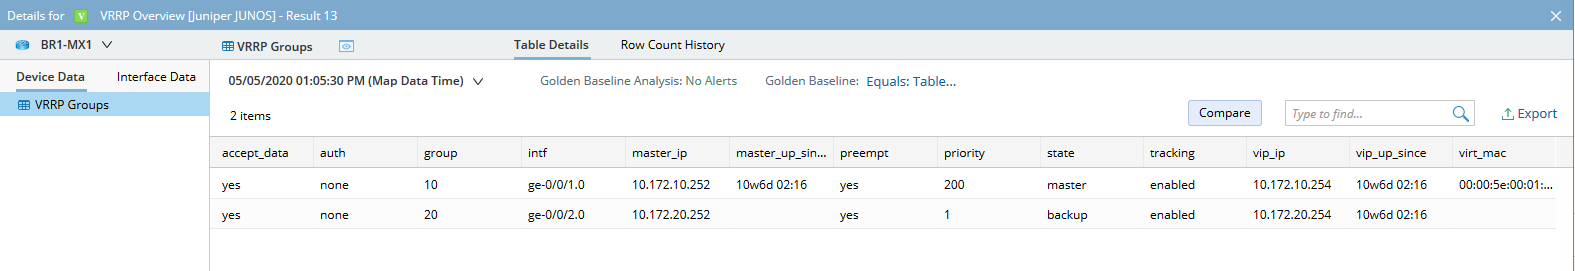 Details for V VRRP Overview [Juniper JUNOS] - Result 13
BR1-MX1 VRRP Groups Table Details Row Count History
Device Data Interface Data
VRRP Groups
05/05/2020 01:05:30 PM (Map Data Time) Golden Baseline Analysis: No Alerts Golden Baseline: Equals: Table...
2 items Compare Type to find... Export
accept_data auth group intf master_ip master_up_sin... preempt priority state tracking vip_ip vip_up_since virt_mac
yes none 10 ge-0/0/1.0 10.172.10.252 10w6d 02:16 yes 200 master enabled 10.172.10.254 10w6d 02:16 00:00:5e:00:01:...
yes none 20 ge-0/0/2.0 10.172.20.252 yes 1 backup enabled 10.172.20.254 10w6d 02:16